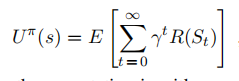 U^π(s) = E [ ∑_{t=0}^{∞} γ^t R(S_t) ]